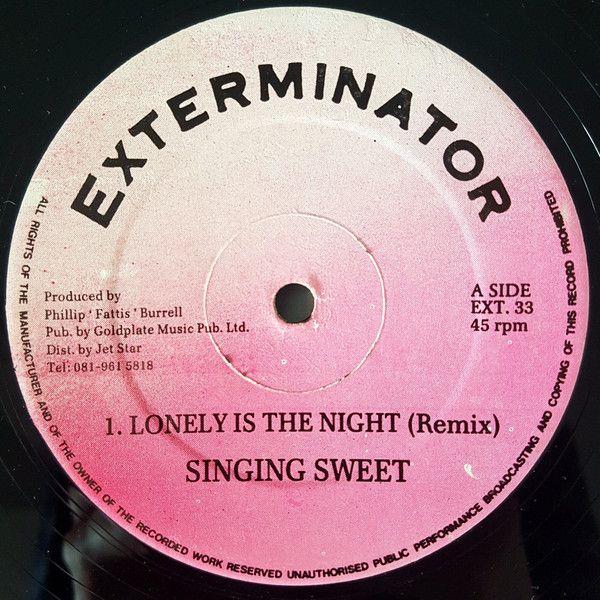 EXTERMINATOR
Produced by
Phillip ‘Fattis’ Burrell
Pub. by Goldplate Music Pub. Ltd.
Dist. by Jet Star
Tel: 081-961 5818
A SIDE
EXT. 33
45 rpm
1. LONELY IS THE NIGHT (Remix)
SINGING SWEET
ALL RIGHTS OF THE MANUFACTURER AND OF THE OWNER OF THE RECORDED WORK RESERVED UNAUTHORISED PUBLIC PERFORMANCE BROADCASTING AND COPYING OF THIS RECORD PROHIBITED